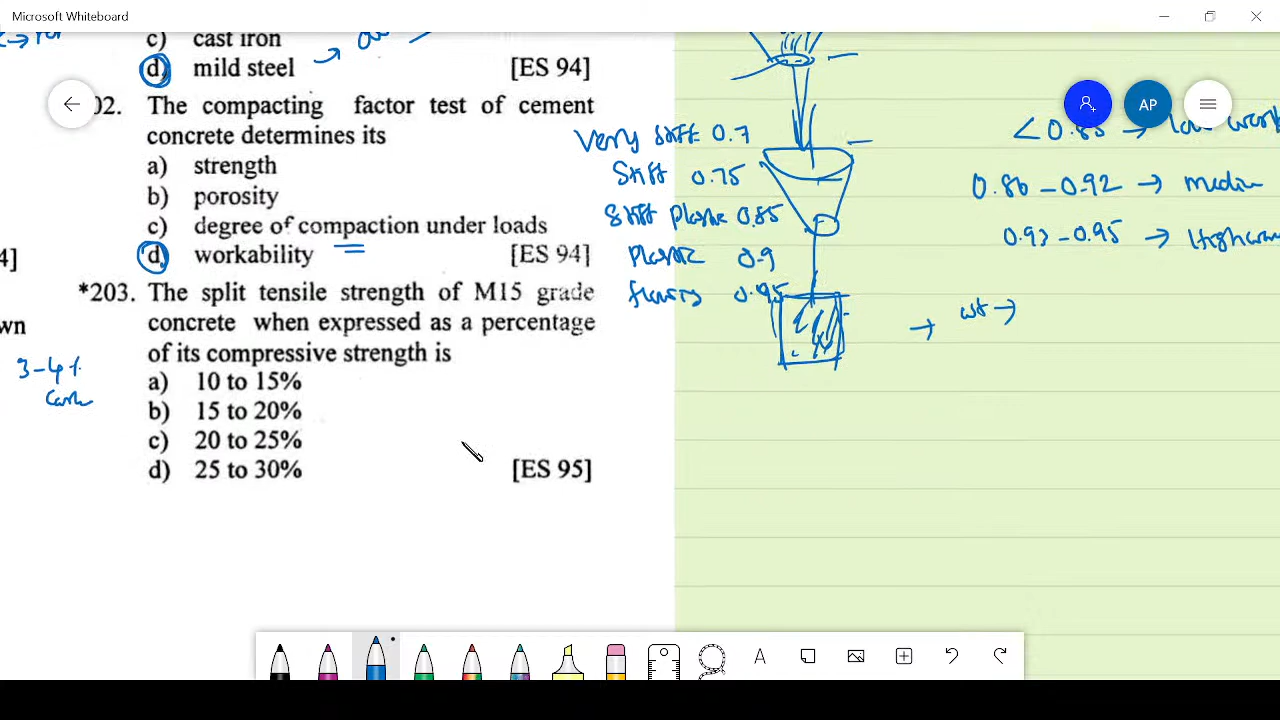 Microsoft Whiteboard
c) cast iron
d) mild steel → [ES 94]
02. The compacting factor test of cement
concrete determines its
a) strength
b) porosity
c) degree of compaction under loads
d) workability [ES 94]
4]
*203. The split tensile strength of M15 grade
concrete when expressed as a percentage
of its compressive strength is
a) 10 to 15%
b) 15 to 20%
c) 20 to 25%
d) 25 to 30% [ES 95]
wn
3-4%
Very stiff 0.7
Stiff 0.75
Stiff plastic 0.85
Plastic 0.9
flowing 0.95
AP
< 0.85 → low work
0.86 - 0.92 → medium
0.93 - 0.95 →
→ wt →
A